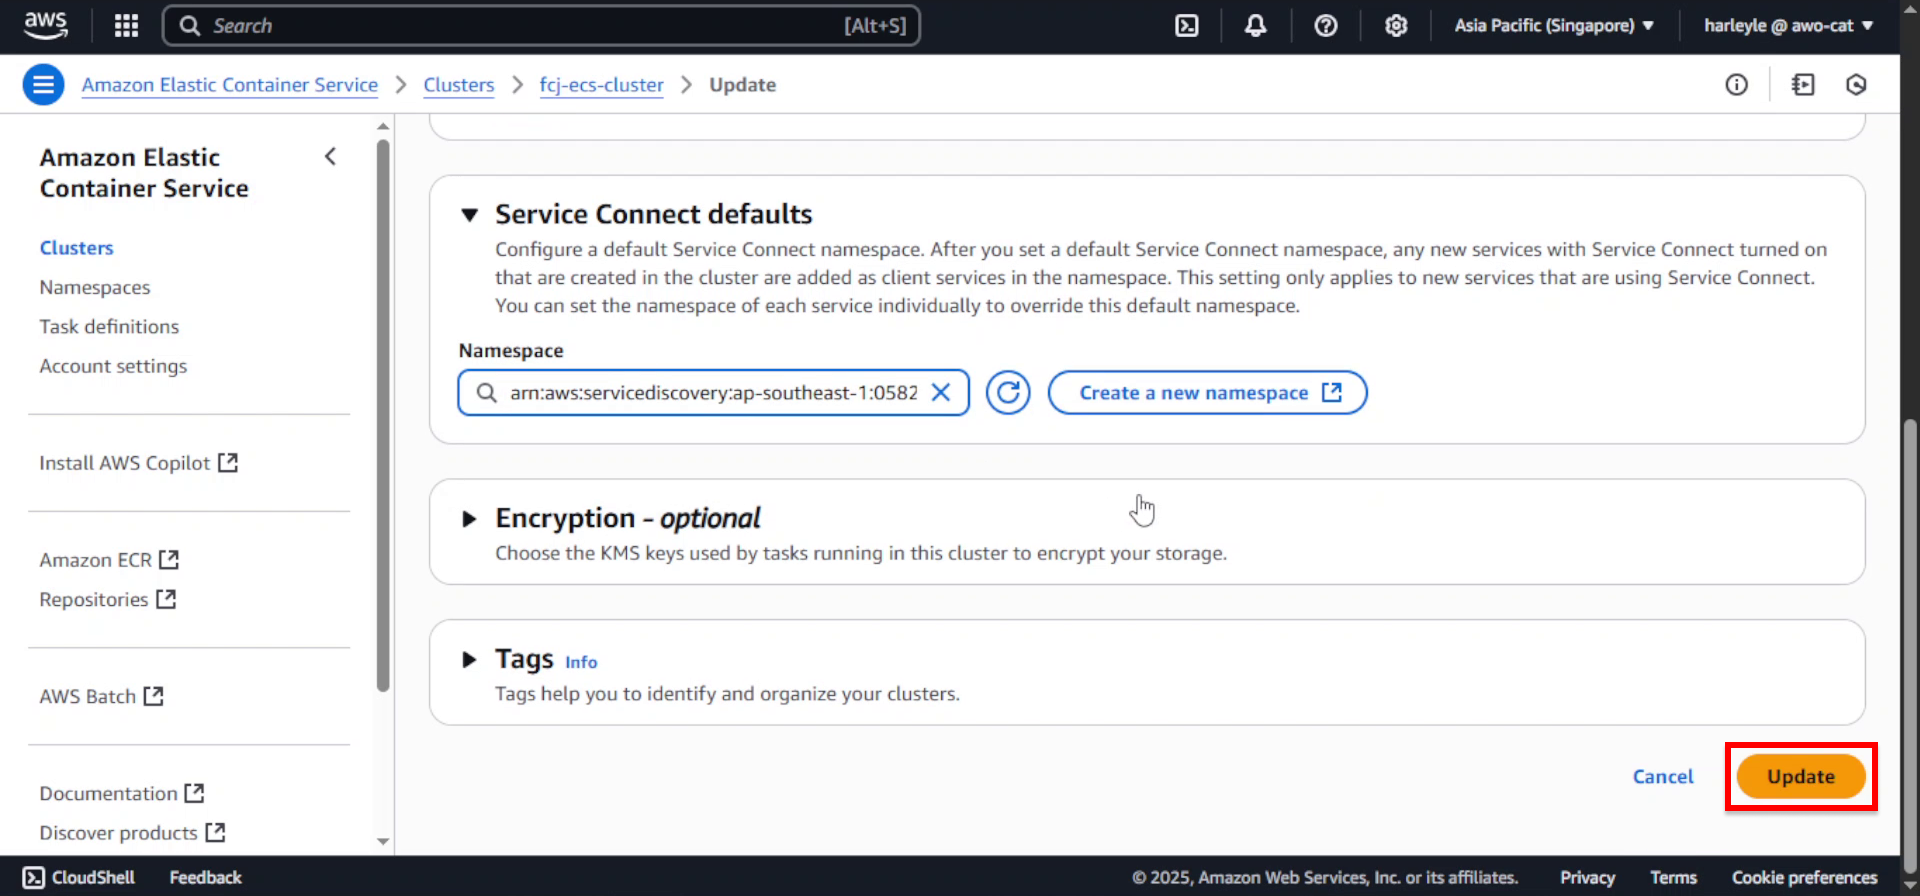 aws
Search
[Alt+S]
Asia Pacific (Singapore)
harleyle @ awo-cat
Amazon Elastic Container Service
Clusters
fcj-ecs-cluster
Update
Amazon Elastic
Container Service
Clusters
Namespaces
Task definitions
Account settings
Install AWS Copilot
Amazon ECR
Repositories
AWS Batch
Documentation
Discover products
Service Connect defaults
Configure a default Service Connect namespace. After you set a default Service Connect namespace, any new services with Service Connect turned on
that are created in the cluster are added as client services in the namespace. This setting only applies to new services that are using Service Connect.
You can set the namespace of each service individually to override this default namespace.
Namespace
arn:aws:servicediscovery:ap-southeast-1:0582
Create a new namespace
Encryption - optional
Choose the KMS keys used by tasks running in this cluster to encrypt your storage.
Tags Info
Tags help you to identify and organize your clusters.
Cancel
Update
CloudShell
Feedback
© 2025, Amazon Web Services, Inc. or its affiliates.
Privacy
Terms
Cookie preferences